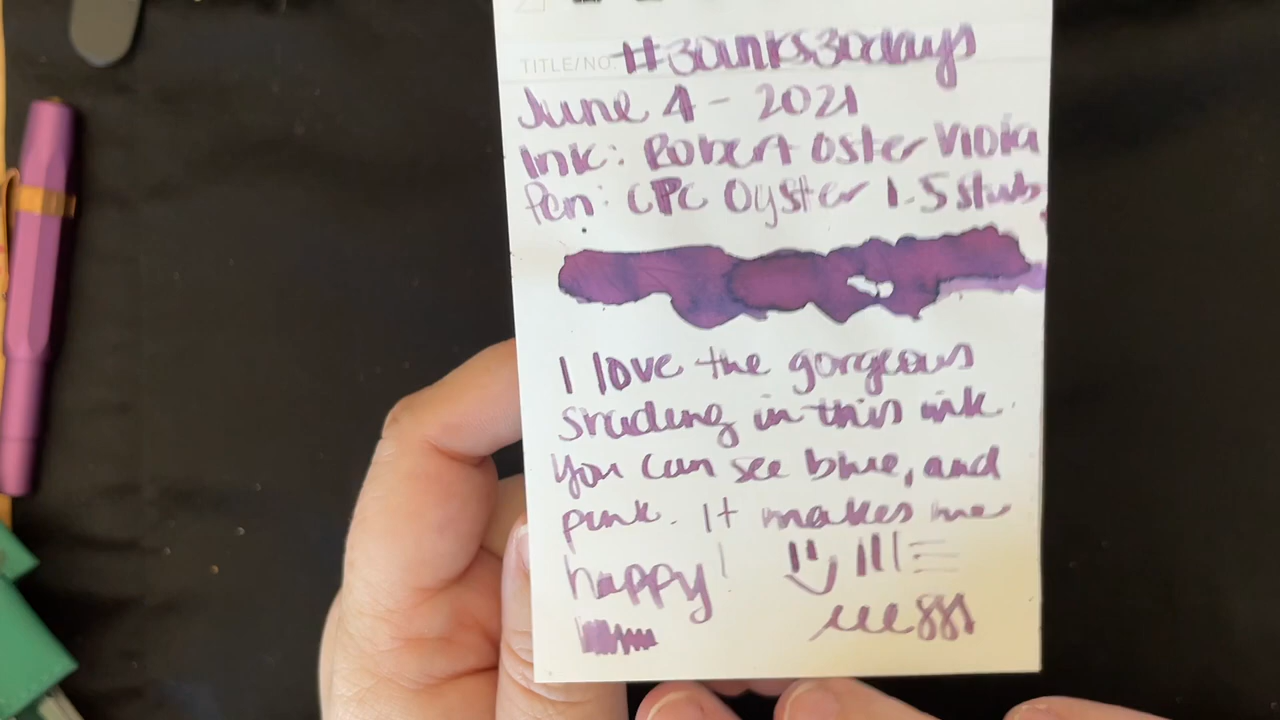 TITLE/NO. #30inks30days
June 4 - 2021
Ink: Robert Oster Viola
Pen: CPC Oyster 1.5 stub
I love the gorgeous
shading in this ink.
You can see blue, and
pink. It makes me
happy!